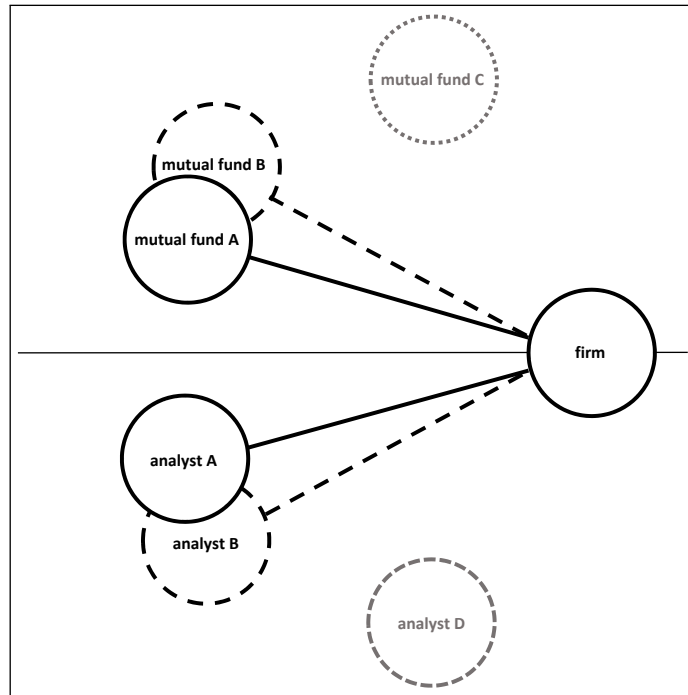 mutual fund C
mutual fund B
mutual fund A
firm
analyst A
analyst B
analyst D